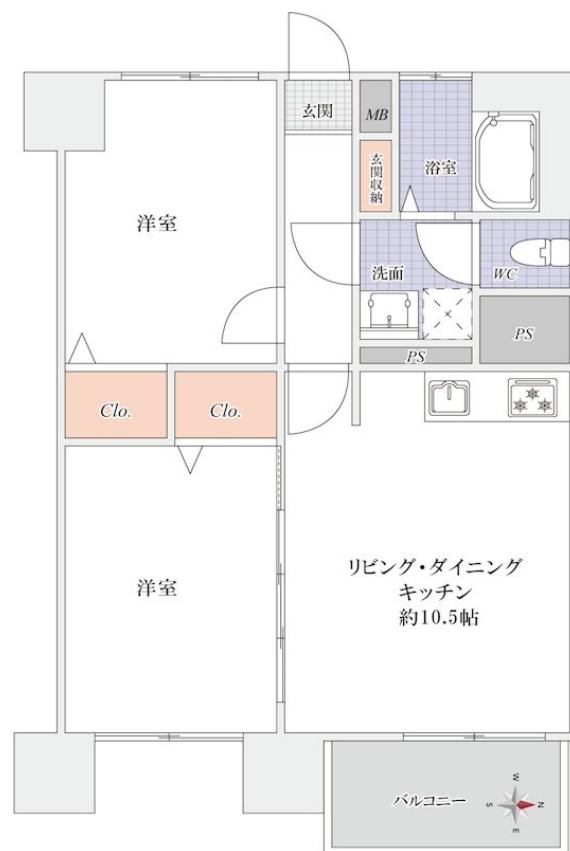 玄関
MB
玄関収納
浴室
洋室
洗面
WC
PS
PS
Clo.
Clo.
洋室
リビング・ダイニング
キッチン
約10.5帖
バルコニー
W
S
N
E